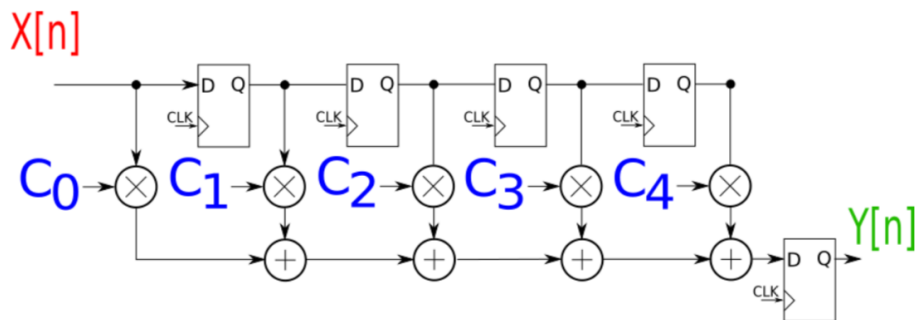 X[n]
D Q D Q D Q D Q
CLK CLK CLK CLK
C0 C1 C2 C3 C4
Y[n]
D Q
CLK